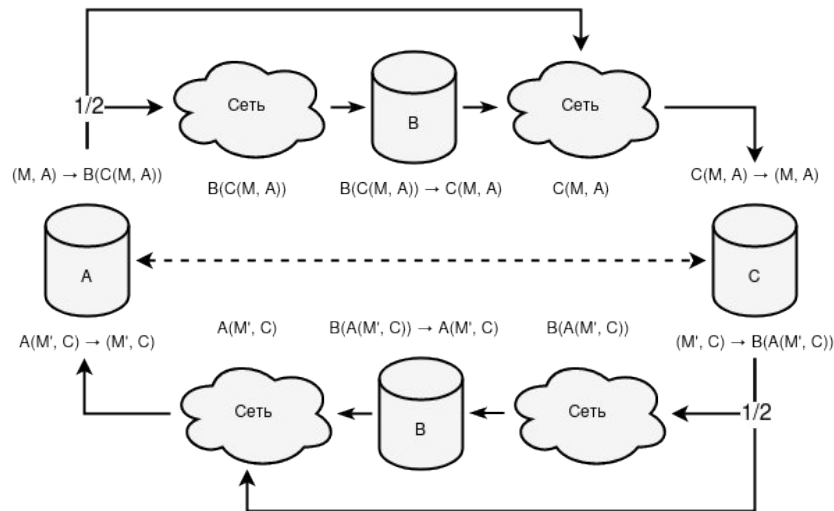 1/2
Сеть
B
Сеть
(M, A) → B(C(M, A))
B(C(M, A))
B(C(M, A)) → C(M, A)
C(M, A)
C(M, A) → (M, A)
A
C
A(M', C) → (M', C)
A(M', C)
B(A(M', C)) → A(M', C)
B(A(M', C))
(M', C) → B(A(M', C))
Сеть
B
Сеть
1/2